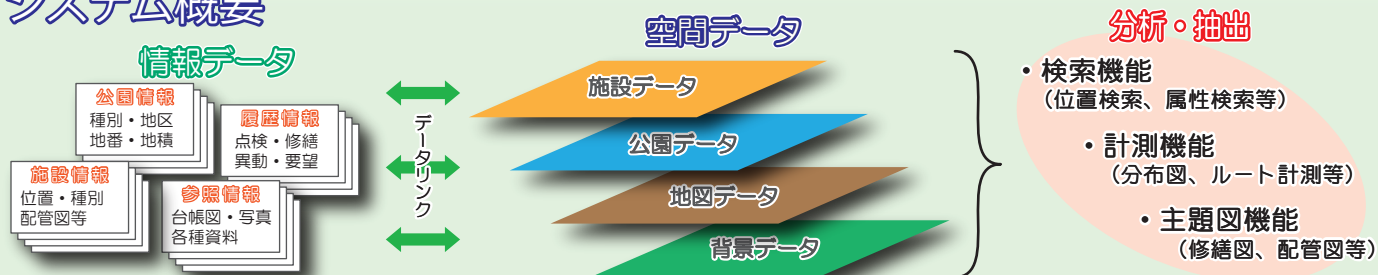 システム概要
情報データ
公園情報
種別・地区
地番・地積
履歴情報
点検・修繕
異動・要望
施設情報
位置・種別
配管図等
参照情報
台帳図・写真
各種資料
データリンク
空間データ
施設データ
公園データ
地図データ
背景データ
分析・抽出
・検索機能
（位置検索、属性検索等）
・計測機能
（分布図、ルート計測等）
・主題図機能
（修繕図、配管図等）